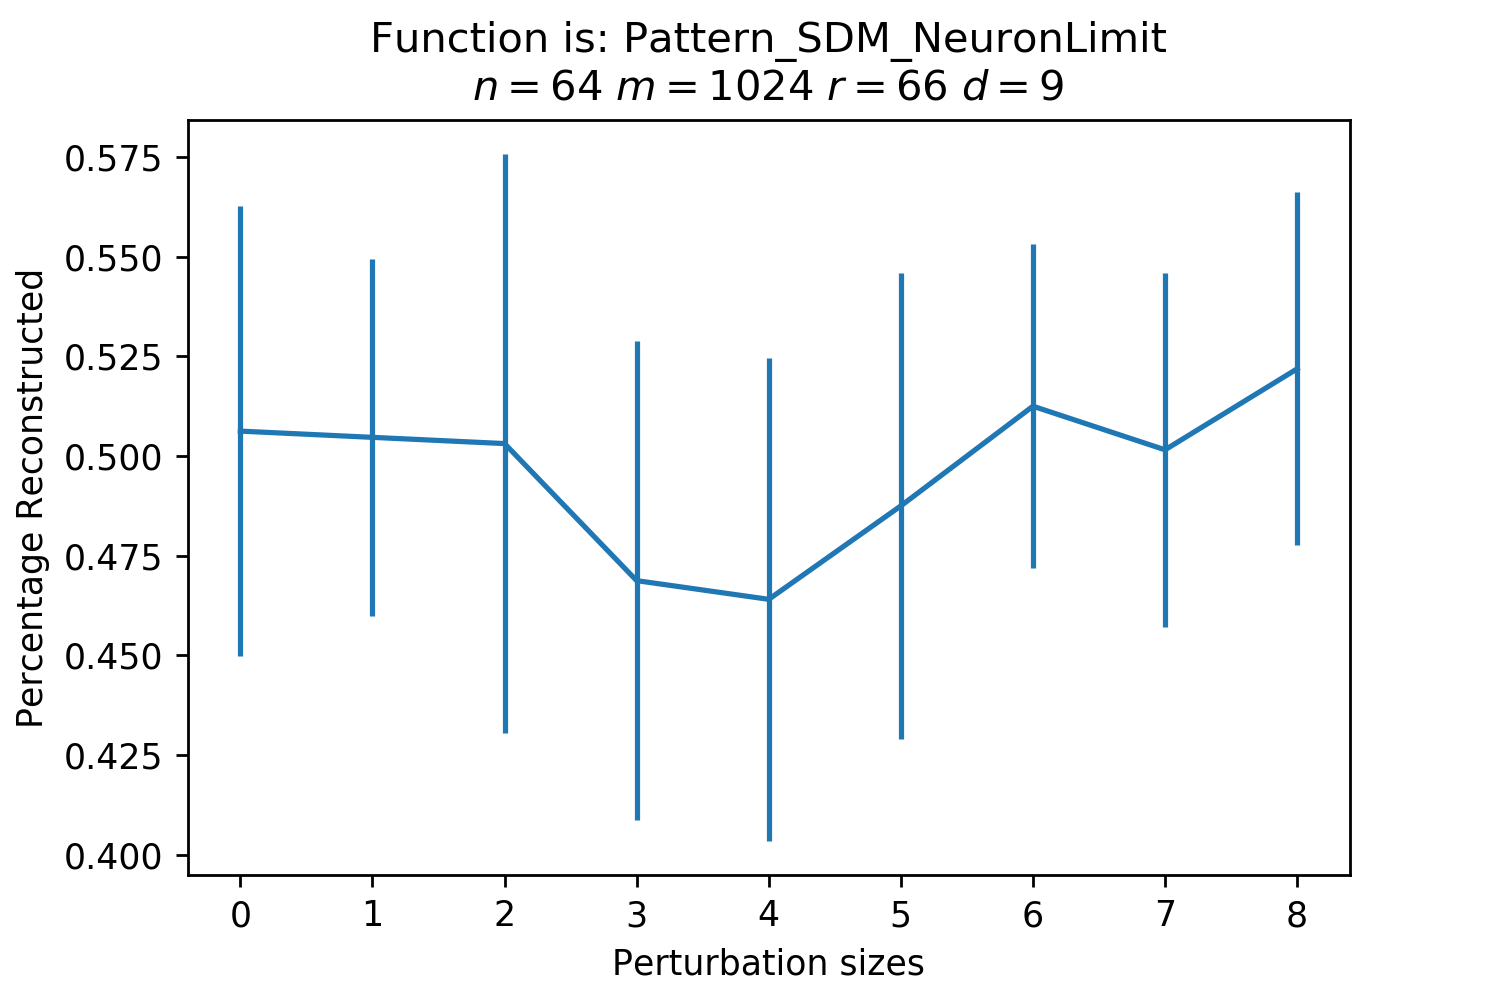 Function is: Pattern_SDM_NeuronLimit
n = 64 m = 1024 r = 66 d = 9
0.575
0.550
0.525
0.500
0.475
0.450
0.425
0.400
Percentage Reconstructed
0 1 2 3 4 5 6 7 8
Perturbation sizes